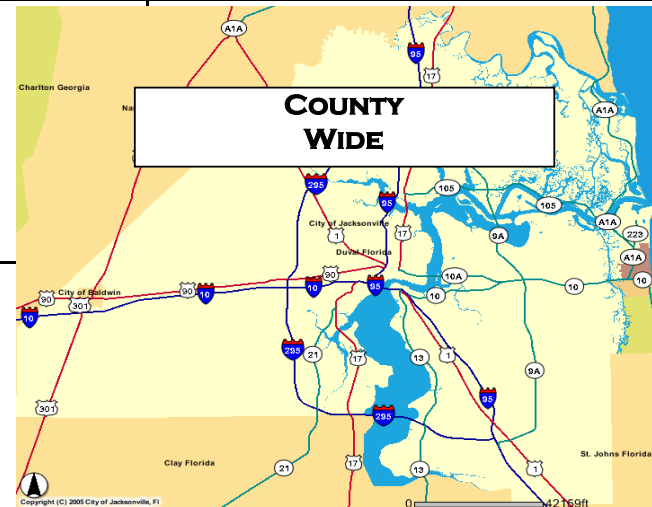 A1A
95
17
Charlton Georgia
Na
COUNTY
WIDE
A1A
295
95
105
105
City of Jacksonville
1
17
9A
A1A
223
Duval Florida
A1A
90
10A
10
10
City of Baldwin
90
90
10
10
95
10
301
10
295
21
17
13
1
9A
95
301
295
Clay Florida
21
17
13
1
St. Johns Florida
Copyright (C) 2005 City of Jacksonville, Fl
0
42159ft